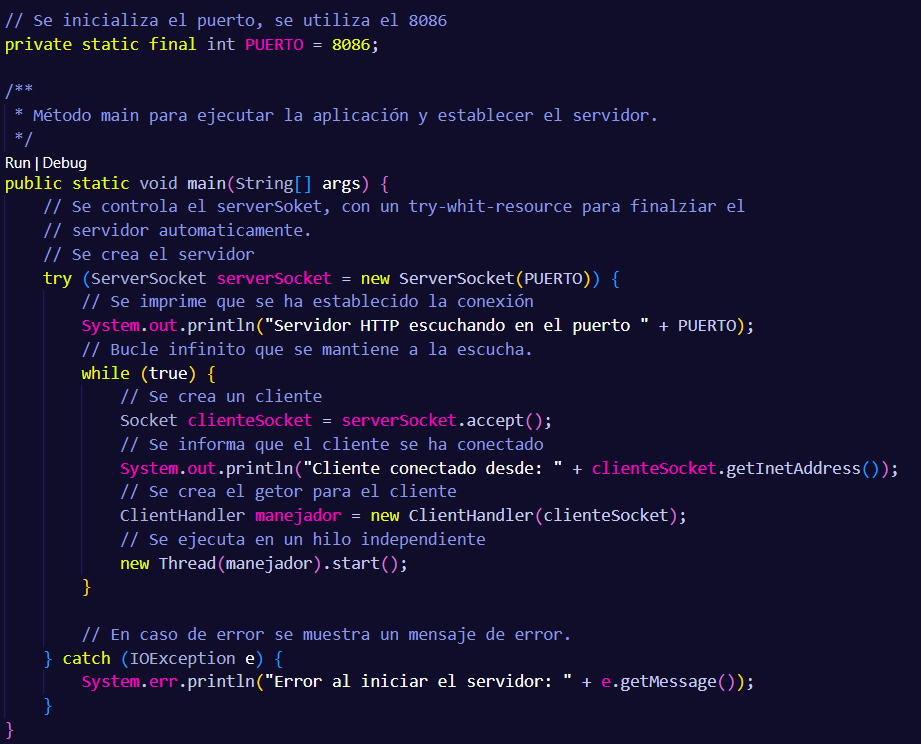 // Se inicializa el puerto, se utiliza el 8086
private static final int PUERTO = 8086;
/**
* Método main para ejecutar la aplicación y establecer el servidor.
*/
Run | Debug
public static void main(String[] args) {
// Se controla el serverSoket, con un try-whit-resource para finalziar el
// servidor automaticamente.
// Se crea el servidor
try (ServerSocket serverSocket = new ServerSocket(PUERTO)) {
// Se imprime que se ha establecido la conexión
System.out.println("Servidor HTTP escuchando en el puerto " + PUERTO);
// Bucle infinito que se mantiene a la escucha.
while (true) {
// Se crea un cliente
Socket clienteSocket = serverSocket.accept();
// Se informa que el cliente se ha conectado
System.out.println("Cliente conectado desde: " + clienteSocket.getInetAddress());
// Se crea el getor para el cliente
ClientHandler manejador = new ClientHandler(clienteSocket);
// Se ejecuta en un hilo independiente
new Thread(manejador).start();
}
// En caso de error se muestra un mensaje de error.
} catch (IOException e) {
System.err.println("Error al iniciar el servidor: " + e.getMessage());
}
}